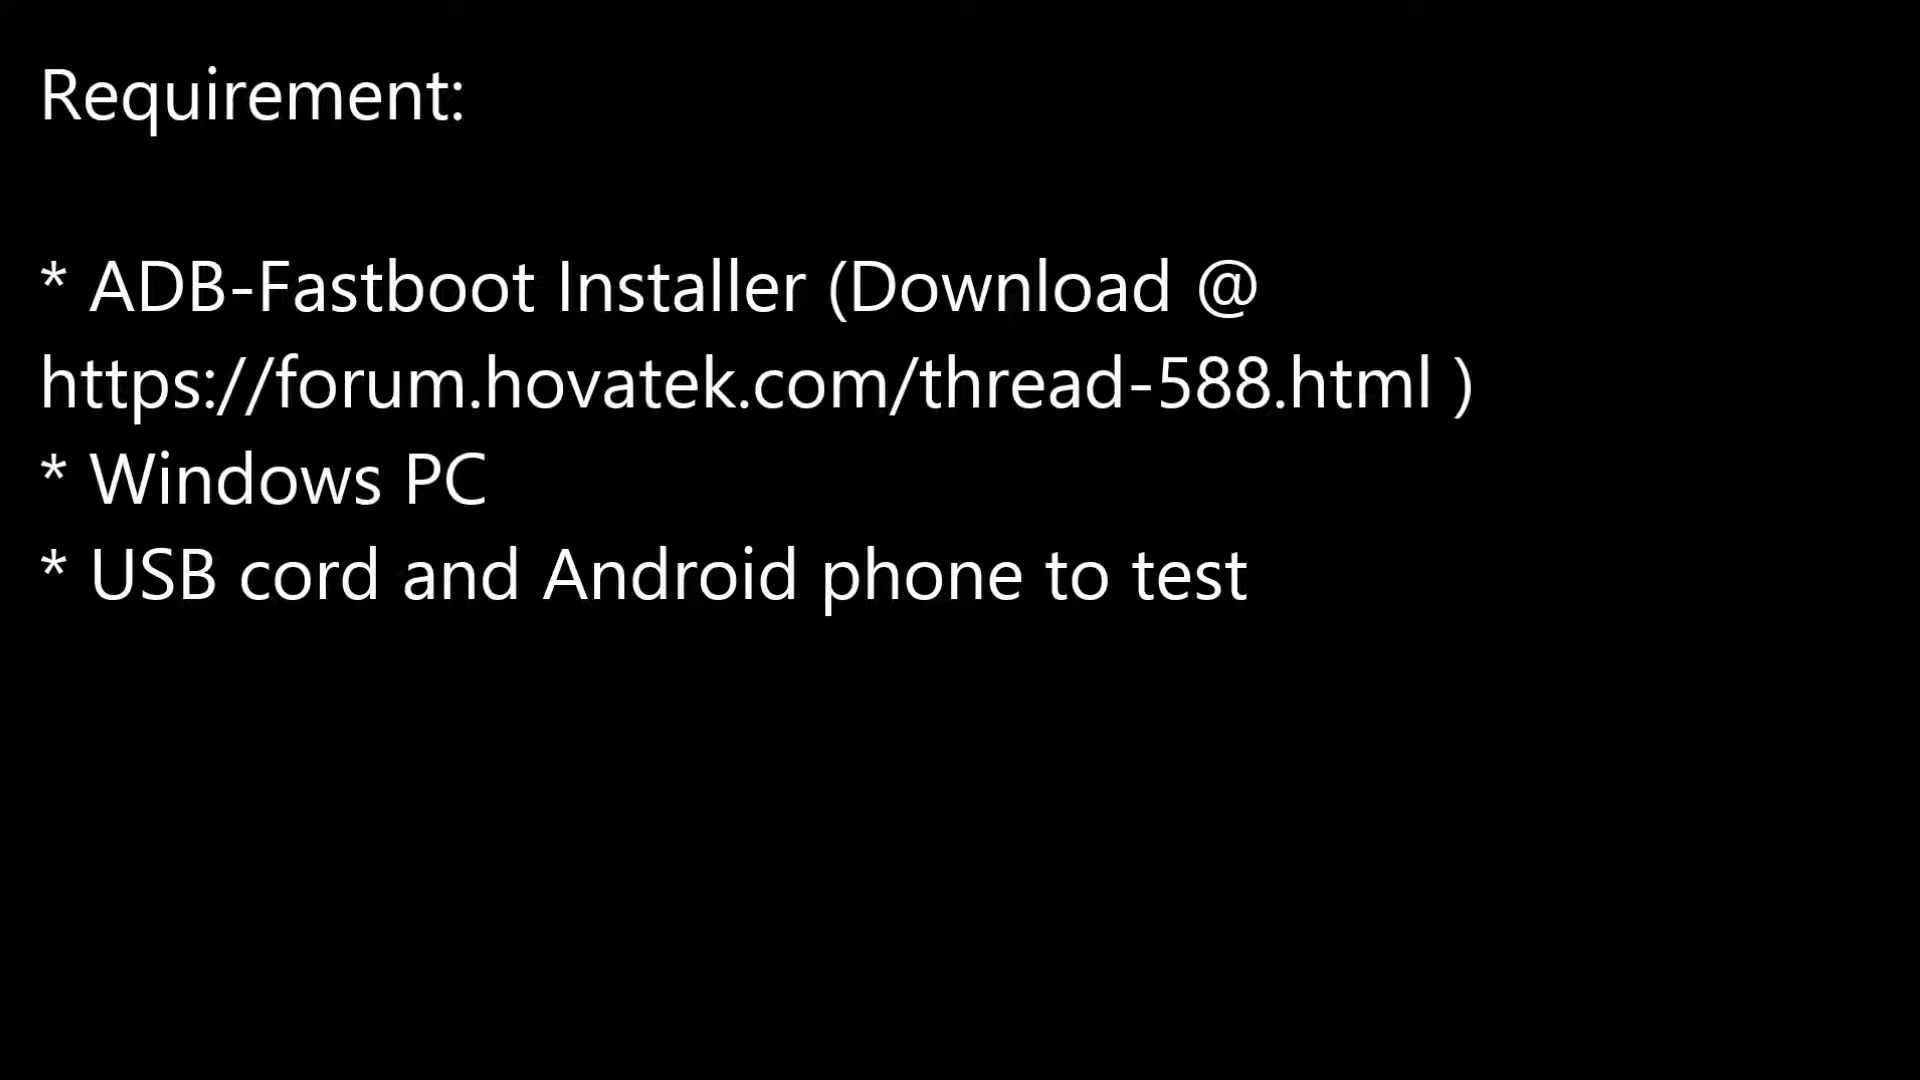 Requirement:
* ADB-Fastboot Installer (Download @
https://forum.hovatek.com/thread-588.html )
* Windows PC
* USB cord and Android phone to test